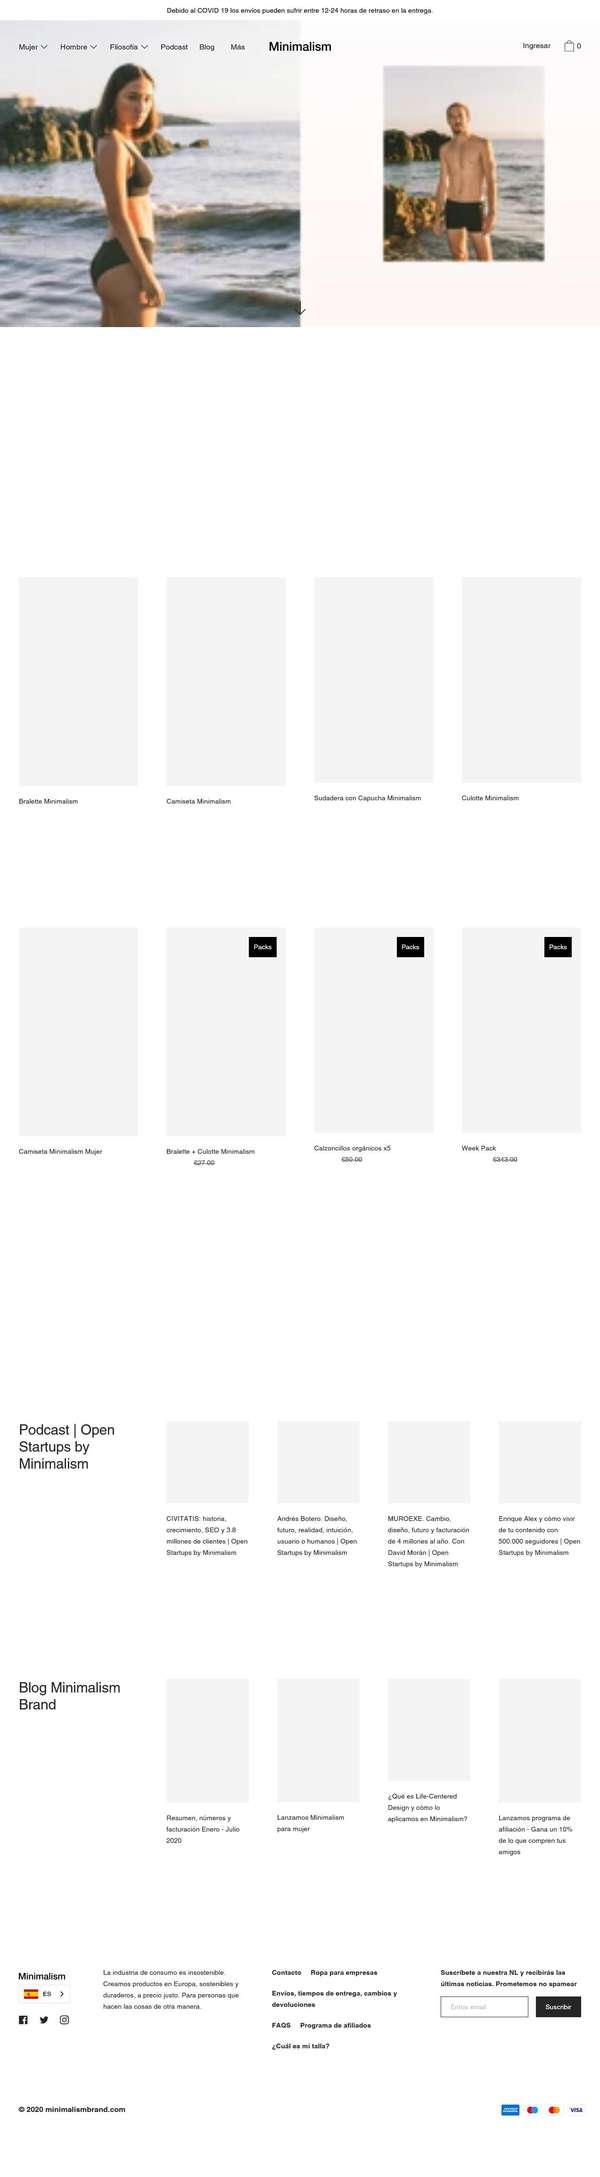 Debido al COVID 19 los envíos pueden sufrir entre 12-24 horas de retraso en la entrega.
Mujer Hombre Filosofía Podcast Blog Más Minimalism Ingresar 0
Bralette Minimalism
Camiseta Minimalism
Sudadera con Capucha Minimalism
Culotte Minimalism
Packs
Packs
Packs
Camiseta Minimalism Mujer
Bralette + Culotte Minimalism
€27.00
Calzoncillos orgánicos x5
€50.00
Week Pack
€343.00
Podcast | Open
Startups by
Minimalism
CIVITATIS: historia,
crecimiento, SEO y 3.8
millones de clientes | Open
Startups by Minimalism
Andrés Botero. Diseño,
futuro, realidad, intuición,
usuario o humanos | Open
Startups by Minimalism
MUROEXE. Cambio,
diseño, futuro y facturación
de 4 millones al año. Con
David Morán | Open
Startups by Minimalism
Enrique Alex y cómo vivir
de tu contenido con
500.000 seguidores | Open
Startups by Minimalism
Blog Minimalism
Brand
Resumen, números y
facturación Enero - Julio
2020
Lanzamos Minimalism
para mujer
¿Qué es Life-Centered
Design y cómo lo
aplicamos en Minimalism?
Lanzamos programa de
afiliación - Gana un 10%
de lo que compren tus
amigos
Minimalism
ES
La industria de consumo es insostenible.
Creamos productos en Europa, sostenibles y
duraderos, a precio justo. Para personas que
hacen las cosas de otra manera.
Contacto Ropa para empresas
Envíos, tiempos de entrega, cambios y
devoluciones
FAQS Programa de afiliados
¿Cuál es mi talla?
Suscríbete a nuestra NL y recibirás las
últimas noticias. Prometemos no spamear
Entrar email
Suscribir
© 2020 minimalismbrand.com
VISA